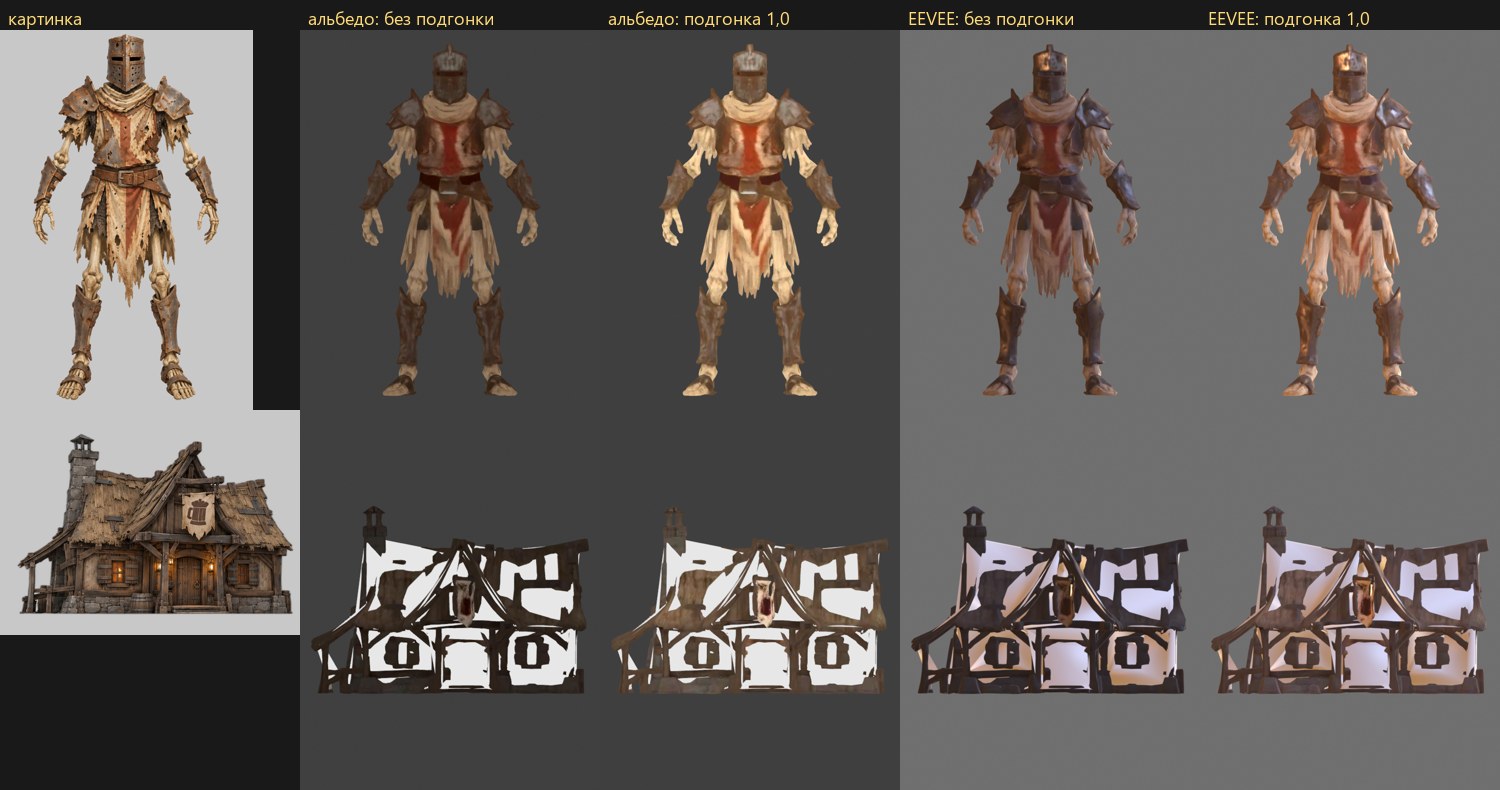 картинка
альбедо: без подгонки
альбедо: подгонка 1,0
EEVEE: без подгонки
EEVEE: подгонка 1,0